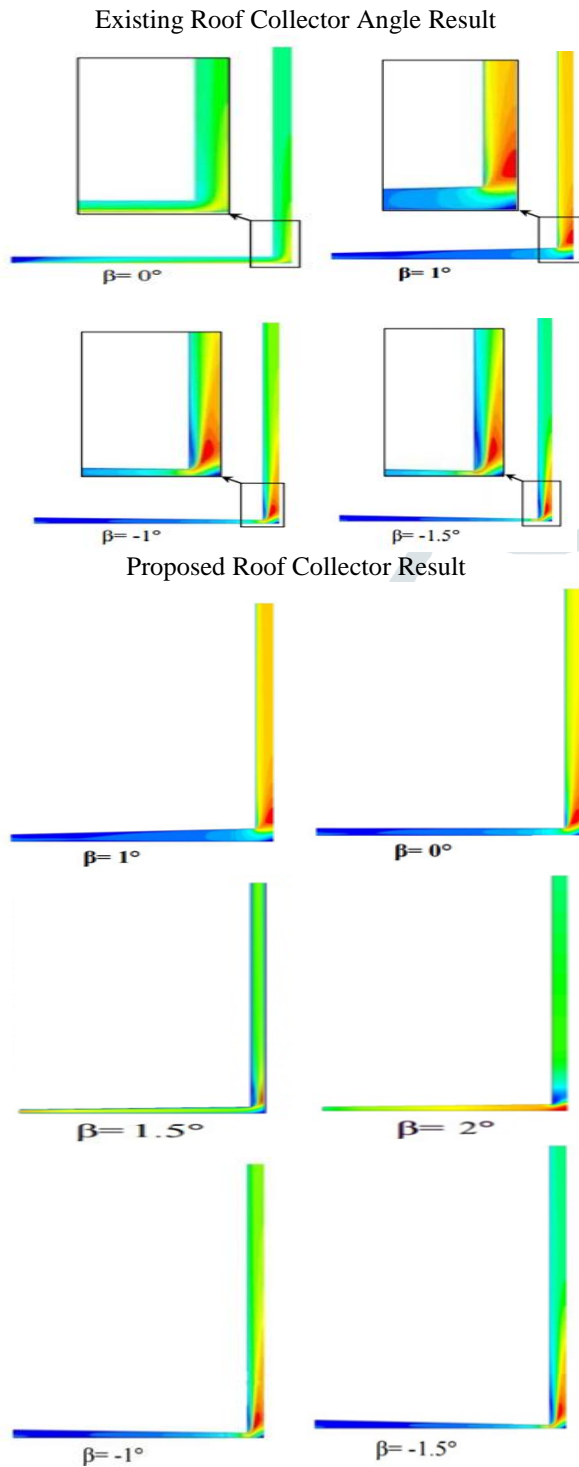 Existing Roof Collector Angle Result
β= 0°
β= 1°
β= -1°
β= -1.5°
Proposed Roof Collector Result
β= 1°
β= 0°
β= 1.5°
β= 2°
β= -1°
β= -1.5°